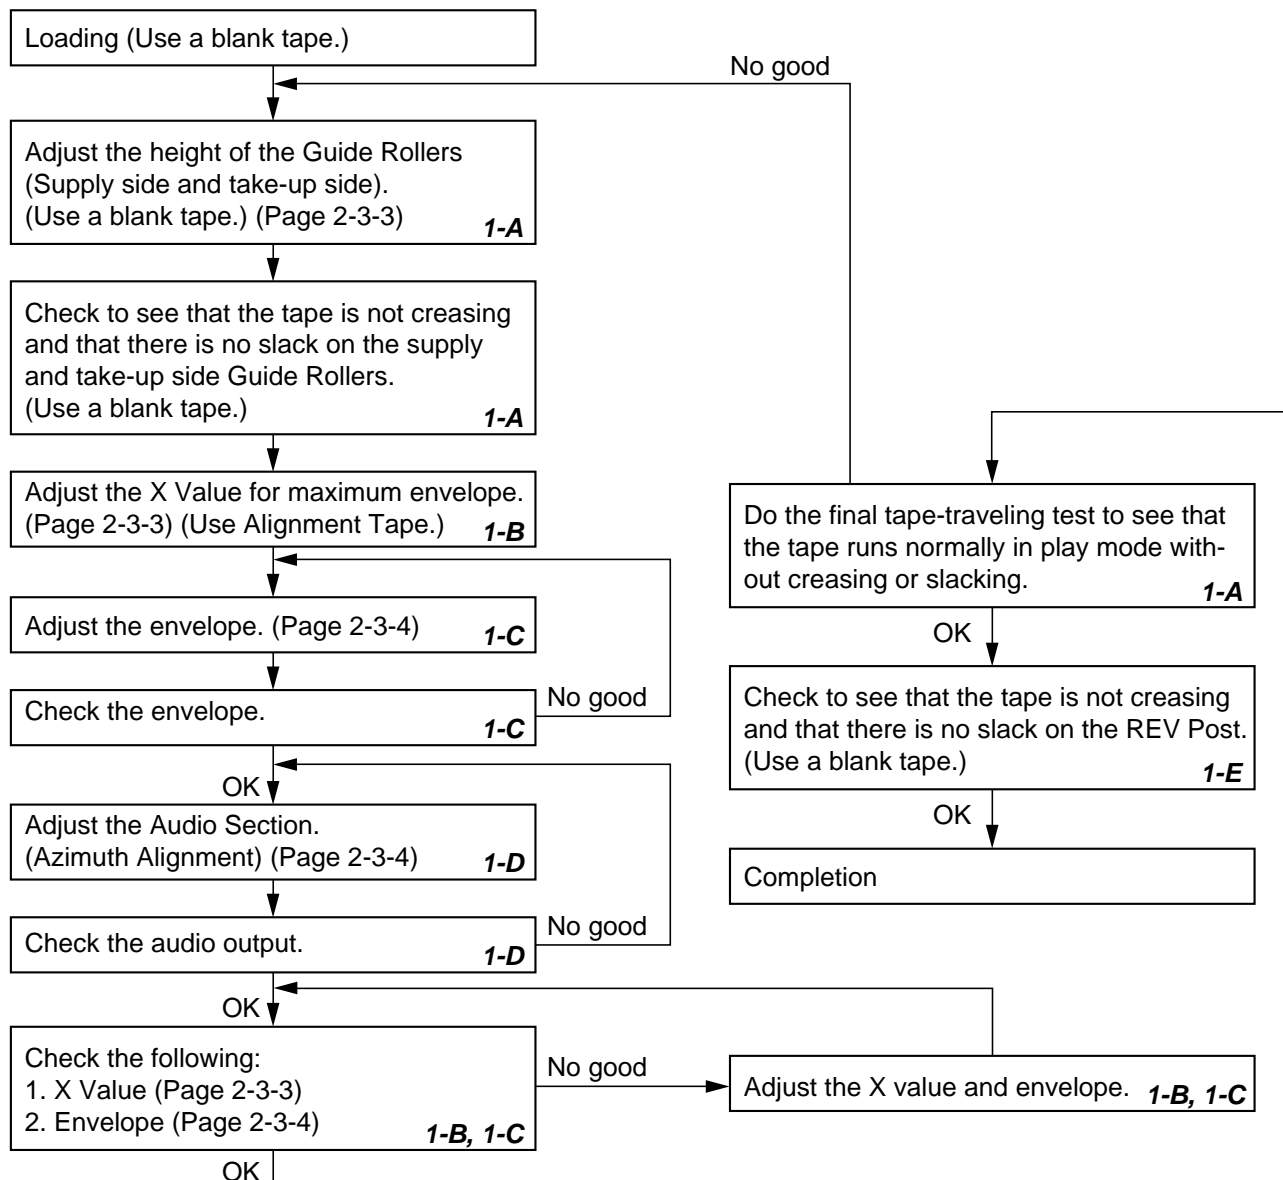 Loading (Use a blank tape.)
No good
Adjust the height of the Guide Rollers
(Supply side and take-up side).
(Use a blank tape.) (Page 2-3-3)
1-A
Check to see that the tape is not creasing
and that there is no slack on the supply
and take-up side Guide Rollers.
(Use a blank tape.)
1-A
Adjust the X Value for maximum envelope.
(Page 2-3-3) (Use Alignment Tape.)
1-B
Adjust the envelope. (Page 2-3-4)
1-C
Check the envelope.
1-C
No good
OK
Adjust the Audio Section.
(Azimuth Alignment) (Page 2-3-4)
1-D
Check the audio output.
1-D
No good
OK
Check the following:
1. X Value (Page 2-3-3)
2. Envelope (Page 2-3-4)
1-B, 1-C
No good
Adjust the X value and envelope.
1-B, 1-C
OK
Do the final tape-traveling test to see that
the tape runs normally in play mode with-
out creasing or slacking.
1-A
OK
Check to see that the tape is not creasing
and that there is no slack on the REV Post.
(Use a blank tape.)
1-E
OK
Completion